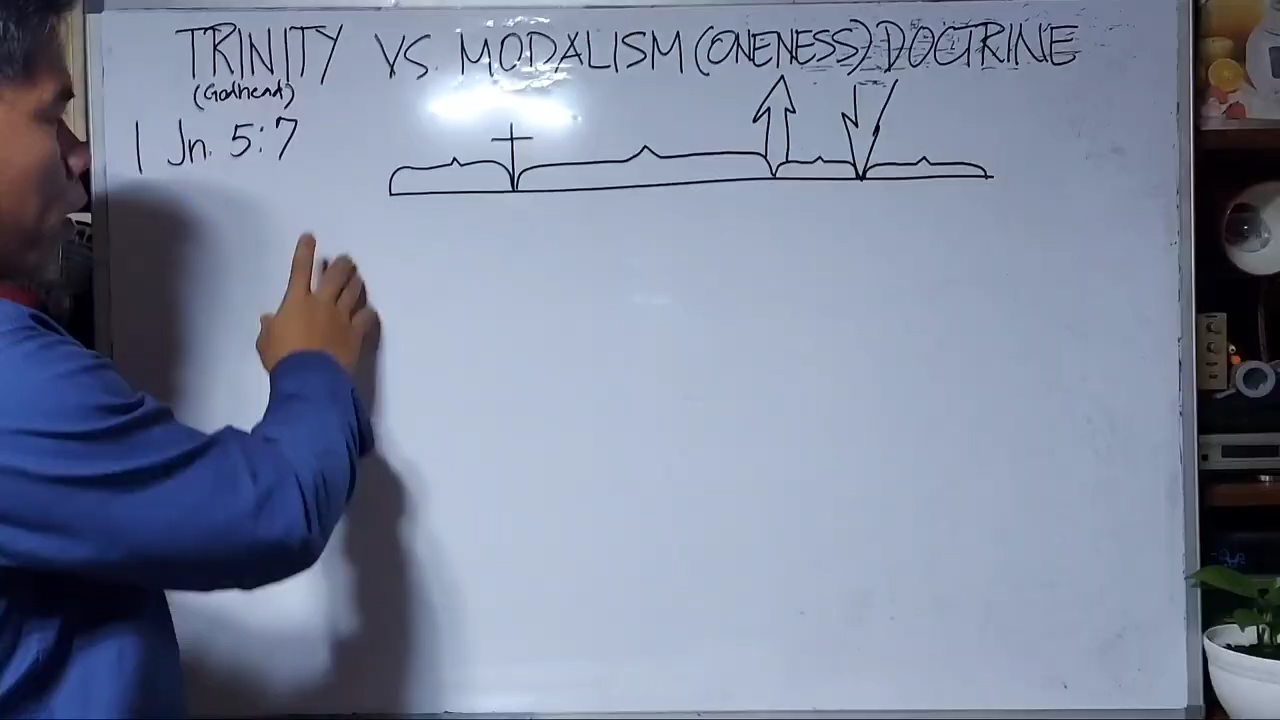 TRINITY VS. MODALISM (ONENESS) DOCTRINE
(Godhead)
1 Jn. 5:7